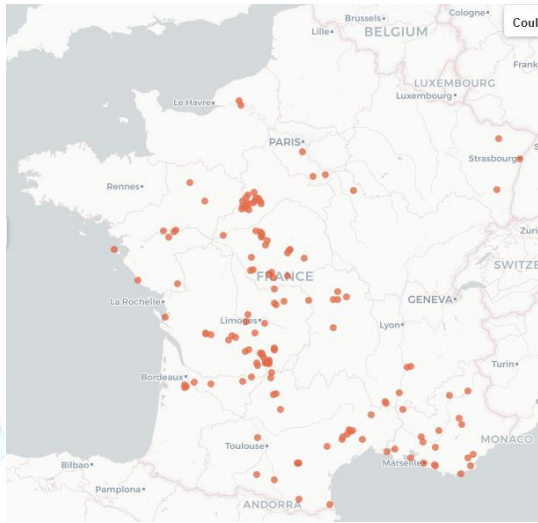 Brussels
Cologne
Coul
Lille
BELGIUM
Fran
LUXEMBOURG
Luxembourg
Le Havre
PARIS
Strasbourg
S
Rennes
Zuri
FRANCE
SWITZE
La Rochelle
GENEVA
Limoges
Lyon
Turin
Bordeaux
MONACO
Toulouse
Marseille
Bilbao
Pamplona
ANDORRA